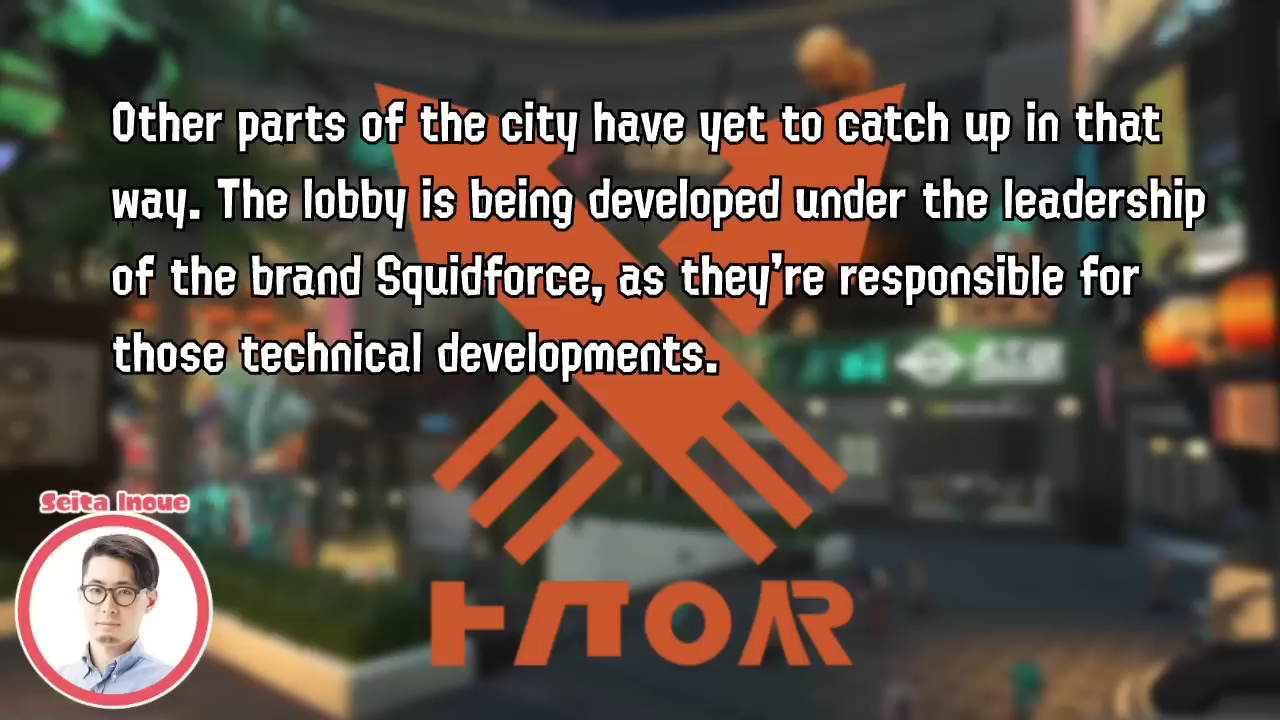 Other parts of the city have yet to catch up in that
way. The lobby is being developed under the leadership
of the brand Squidforce, as they're responsible for
those technical developments.
Seita Inoue